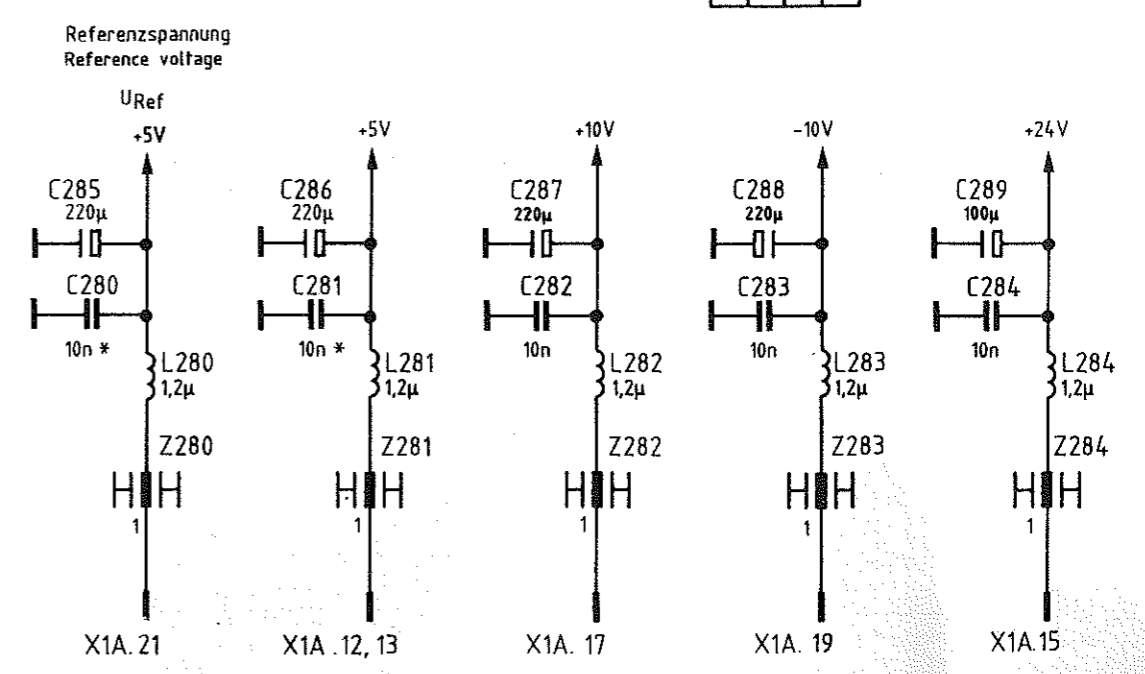 Referenzspannung
Reference voltage
URef
+5V
+5V
+10V
-10V
+24V
C285
220µ
C286
220µ
C287
220µ
C288
220µ
C289
100µ
C280
10n *
C281
10n *
C282
10n
C283
10n
C284
10n
L280
1,2µ
L281
1,2µ
L282
1,2µ
L283
1,2µ
L284
1,2µ
Z280
1
Z281
1
Z282
1
Z283
1
Z284
1
X1A. 21
X1A .12, 13
X1A. 17
X1A. 19
X1A.15